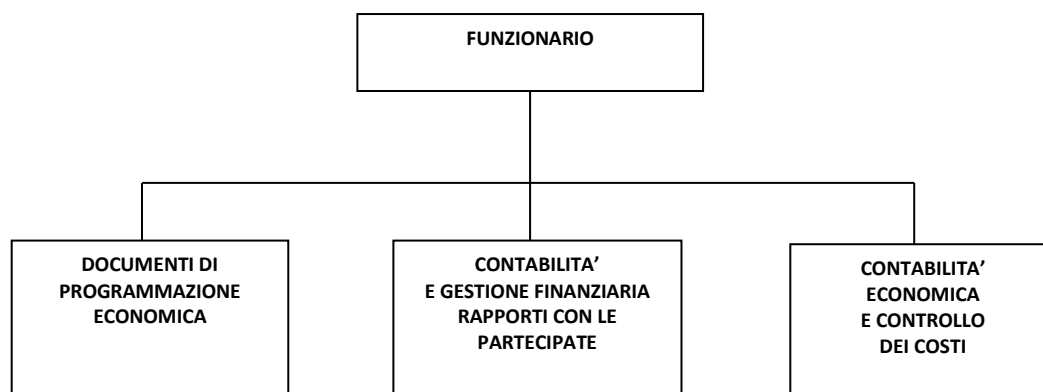 FUNZIONARIO
DOCUMENTI DI
PROGRAMMAZIONE
ECONOMICA
CONTABILITA’
E GESTIONE FINANZIARIA
RAPPORTI CON LE
PARTECIPATE
CONTABILITA’
ECONOMICA
E CONTROLLO
DEI COSTI